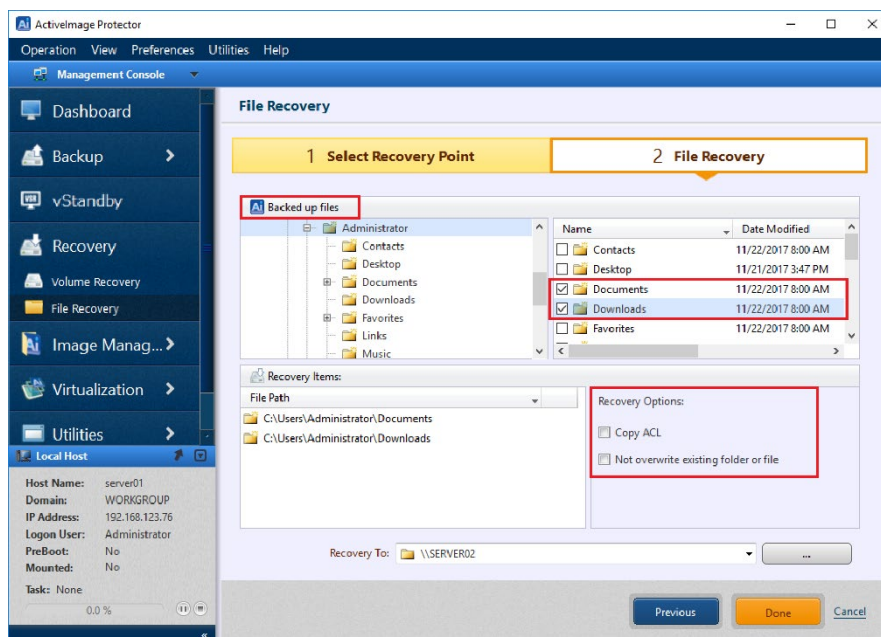 Ai ActiveImage Protector
Operation View Preferences Utilities Help
Management Console
Dashboard
Backup
vStandby
Recovery
Volume Recovery
File Recovery
Image Manag...
Virtualization
Utilities
Local Host
Host Name: server01
Domain: WORKGROUP
IP Address: 192.168.123.76
Logon User: Administrator
PreBoot: No
Mounted: No
Task: None
0.0 %
File Recovery
1 Select Recovery Point
2 File Recovery
Ai Backed up files
Administrator
Contacts
Desktop
Documents
Downloads
Favorites
Links
Music
Name Date Modified
Contacts 11/22/2017 8:00 AM
Desktop 11/21/2017 3:47 PM
Documents 11/22/2017 8:00 AM
Downloads 11/22/2017 8:00 AM
Favorites 11/22/2017 8:00 AM
Recovery Items:
File Path
C:\Users\Administrator\Documents
C:\Users\Administrator\Downloads
Recovery Options:
Copy ACL
Not overwrite existing folder or file
Recovery To: \\SERVER02 ...
Previous Done Cancel